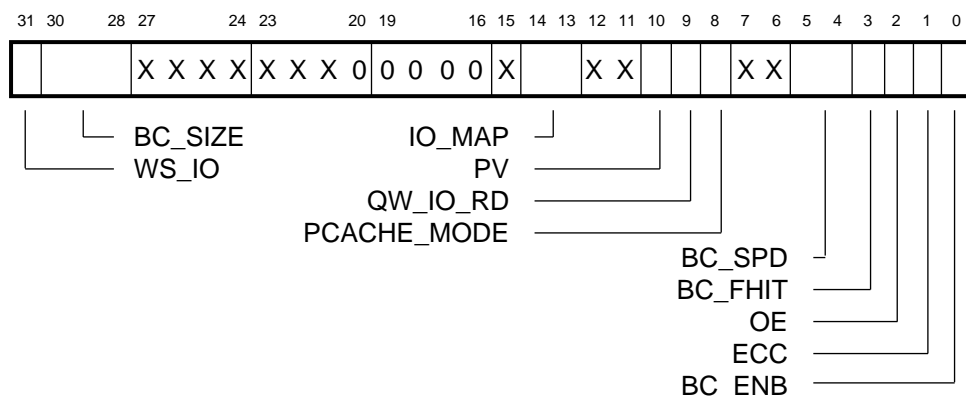 31 30 28 27 24 23 20 19 16 15 14 13 12 11 10 9 8 7 6 5 4 3 2 1 0
X X X X X X X 0 0 0 0 0 X X X X X
BC_SIZE IO_MAP
WS_IO PV
QW_IO_RD
PCACHE_MODE
BC_SPD
BC_FHIT
OE
ECC
BC ENB